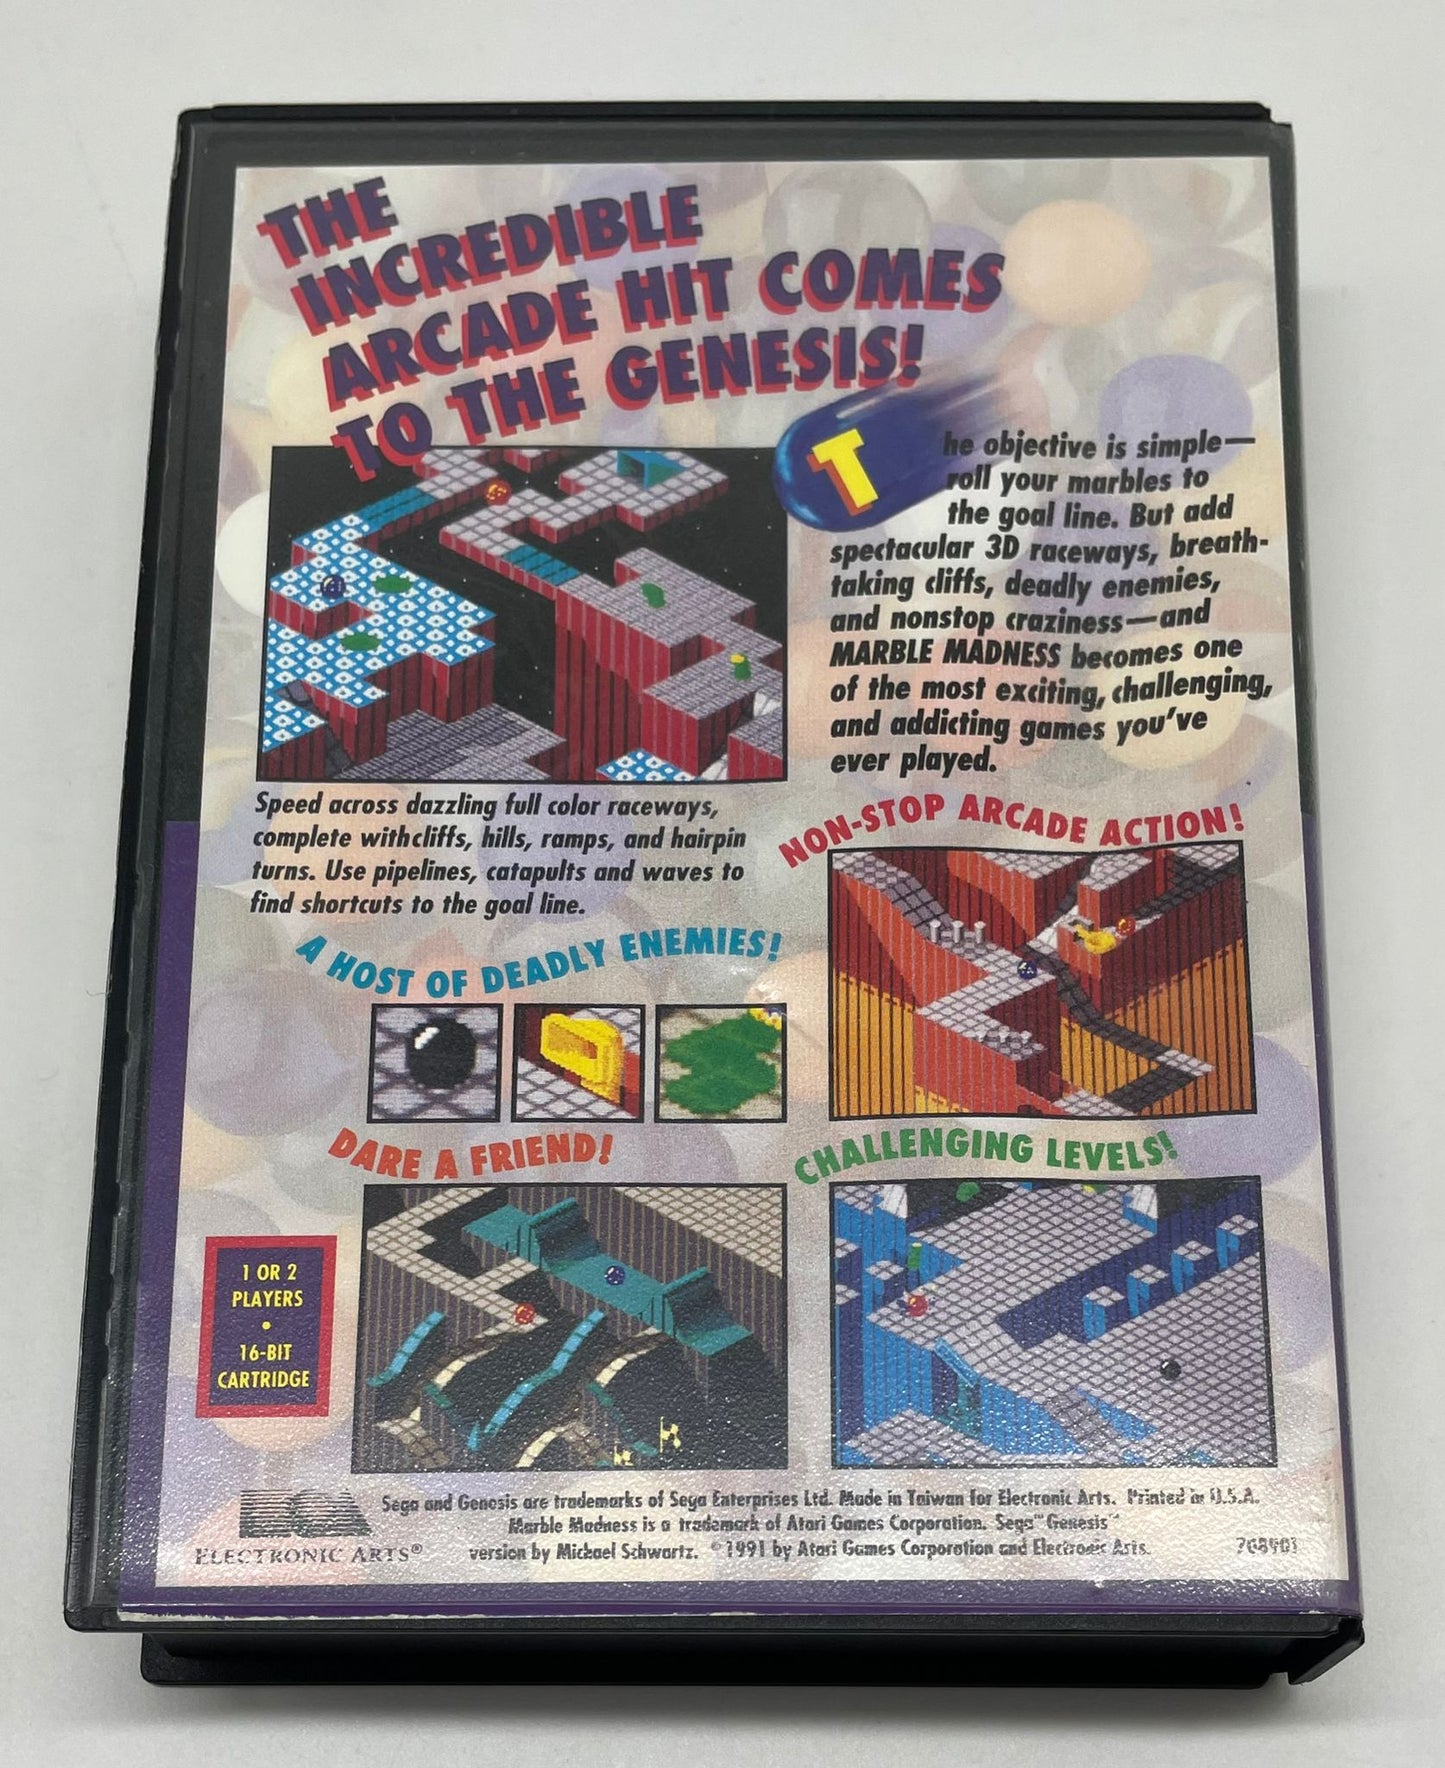 THE
INCREDIBLE
ARCADE HIT COMES
TO THE GENESIS!
The objective is simple—
roll your marbles to
the goal line. But add
spectacular 3D raceways, breath-
taking cliffs, deadly enemies,
and nonstop craziness—and
MARBLE MADNESS becomes one
of the most exciting, challenging,
and addicting games you've
ever played.
Speed across dazzling full color raceways,
complete with cliffs, hills, ramps, and hairpin
turns. Use pipelines, catapults and waves to
find shortcuts to the goal line.
NON-STOP ARCADE ACTION!
A HOST OF DEADLY ENEMIES!
DARE A FRIEND!
CHALLENGING LEVELS!
1 OR 2
PLAYERS
•
16-BIT
CARTRIDGE
EA
ELECTRONIC ARTS®
Sega and Genesis are trademarks of Sega Enterprises Ltd. Made in Taiwan for Electronic Arts. Printed in U.S.A.
Marble Madness is a trademark of Atari Games Corporation. Sega™ Genesis™
version by Michael Schwartz. ©1991 by Atari Games Corporation and Electronic Arts.